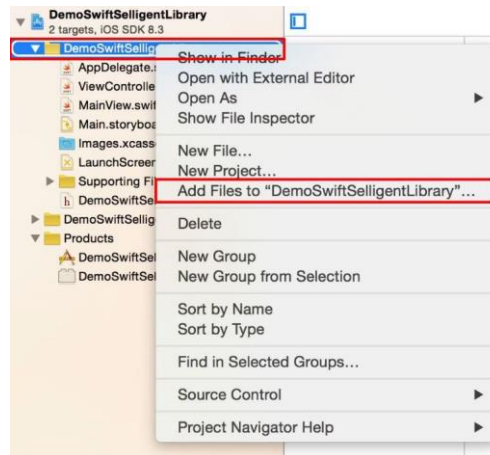 DemoSwiftSelligentLibrary
2 targets, iOS SDK 8.3
DemoSwiftSellige
AppDelegate.s
ViewControlle
MainView.swif
Main.storyboa
Images.xcass
LaunchScreer
Supporting Fi
DemoSwiftSe
DemoSwiftSellig
Products
DemoSwiftSel
DemoSwiftSel
Show in Finder
Open with External Editor
Open As
Show File Inspector
New File...
New Project...
Add Files to “DemoSwiftSelligentLibrary”...
Delete
New Group
New Group from Selection
Sort by Name
Sort by Type
Find in Selected Groups...
Source Control
Project Navigator Help